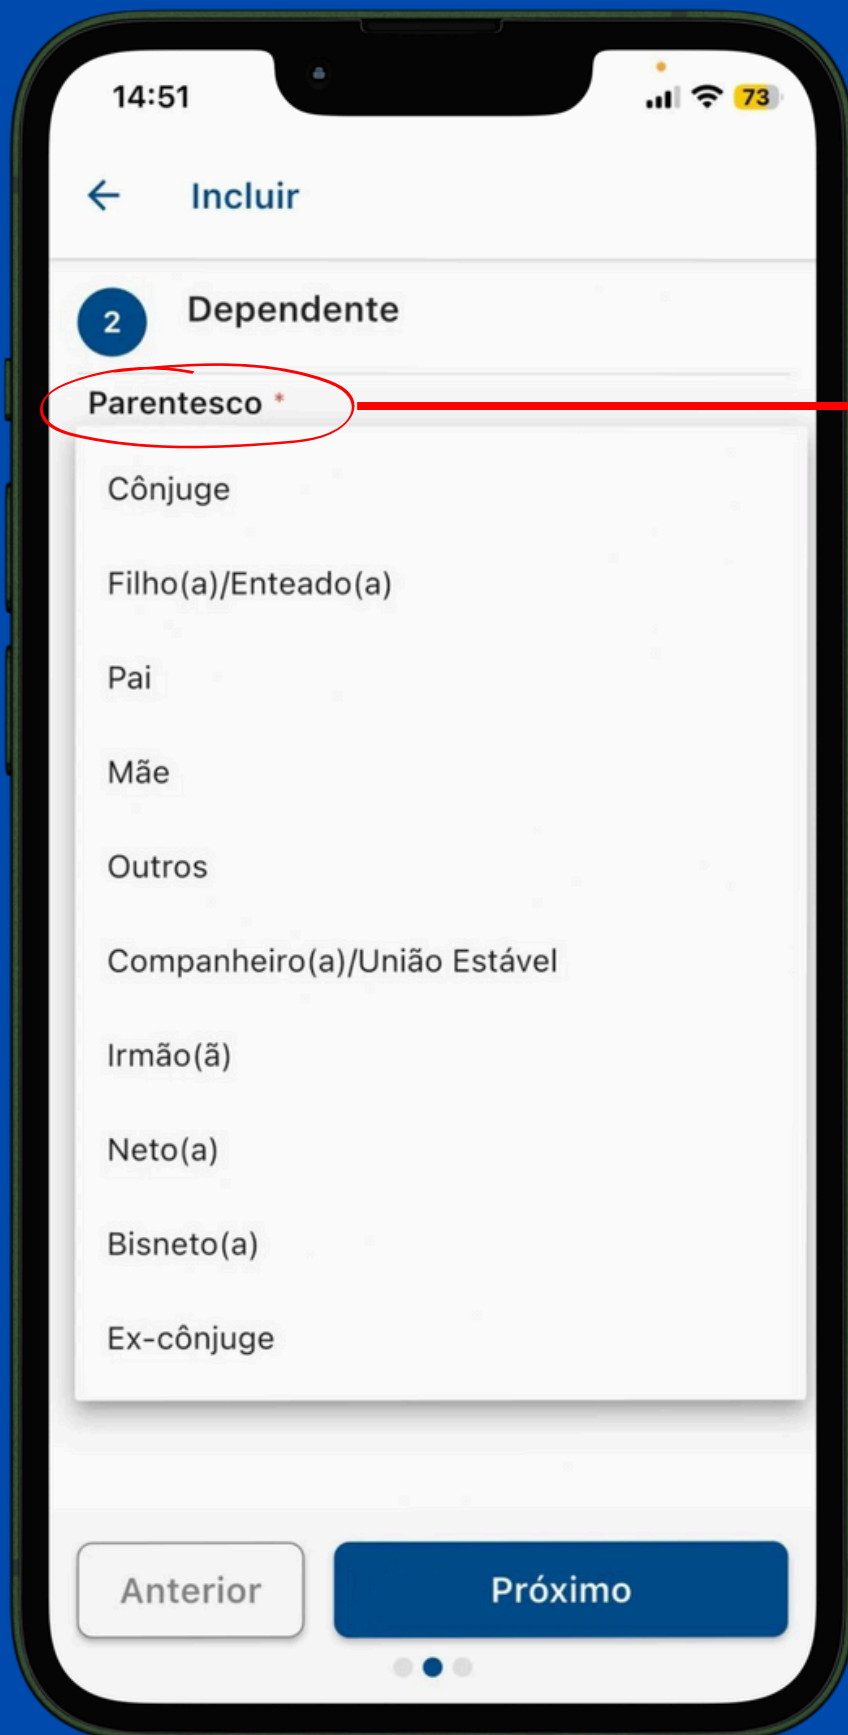 14:51
73
Incluir
2 Dependente
Parentesco *
Cônjuge
Filho(a)/Enteado(a)
Pai
Mãe
Outros
Companheiro(a)/União Estável
Irmão(ã)
Neto(a)
Bisneto(a)
Ex-cônjuge
Anterior Próximo